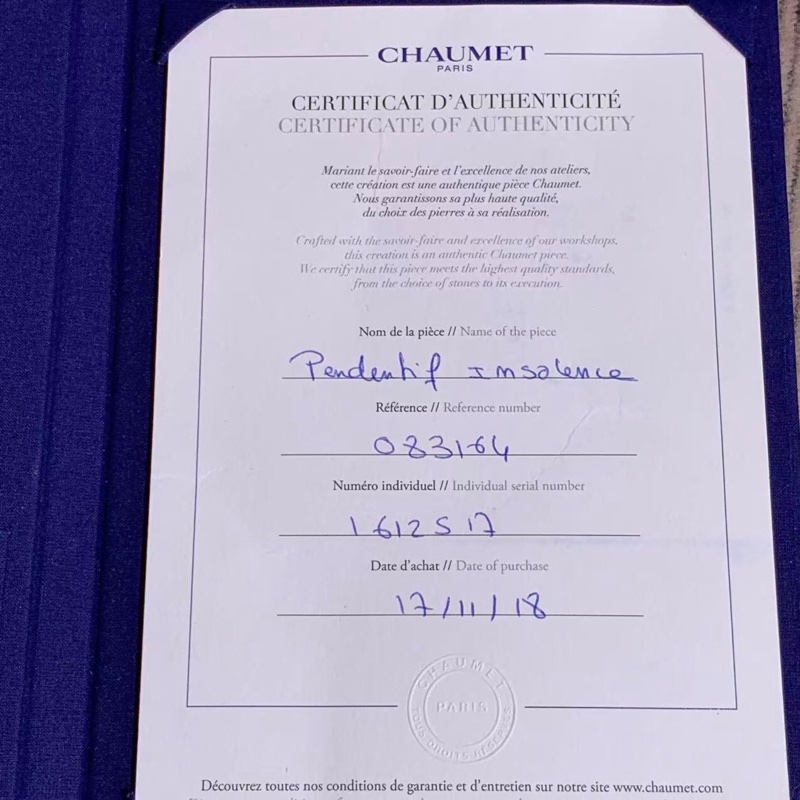 CHAUMET
PARIS
CERTIFICAT D'AUTHENTICITÉ
CERTIFICATE OF AUTHENTICITY
Mariant le savoir-faire et l'excellence de nos ateliers,
cette création est une authentique pièce Chaumet.
Nous garantissons sa plus haute qualité,
du choix des pierres à sa réalisation.
Crafted with the savoir-faire and excellence of our workshops,
this creation is an authentic Chaumet piece.
We certify that this piece meets the highest quality standards,
from the choice of stones to its execution.
Nom de la pièce // Name of the piece
Pendentif Insolence
Référence // Reference number
083164
Numéro individuel // Individual serial number
1612517
Date d'achat // Date of purchase
17/11/18
CHAUMET
PARIS
TOUS DROITS RÉSERVÉS
Découvrez toutes nos conditions de garantie et d'entretien sur notre site www.chaumet.com